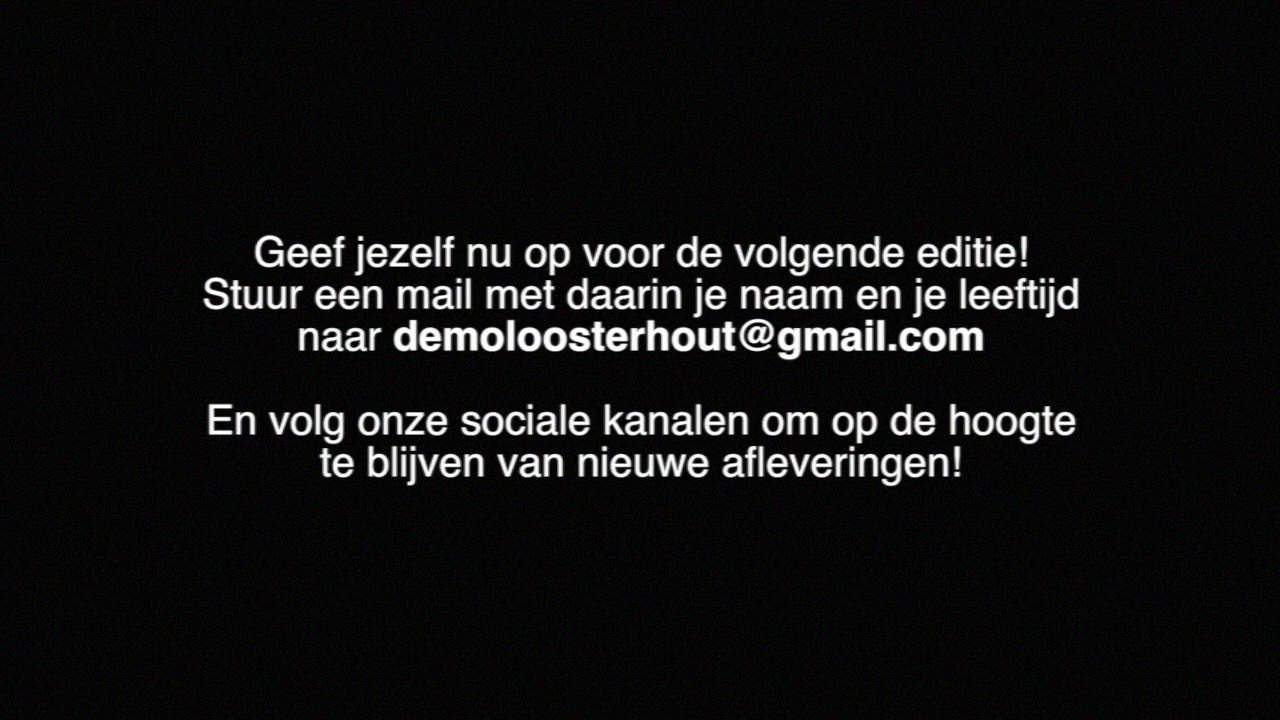 Geef jezelf nu op voor de volgende editie!
Stuur een mail met daarin je naam en je leeftijd
naar demoloosterhout@gmail.com
En volg onze sociale kanalen om op de hoogte
te blijven van nieuwe afleveringen!